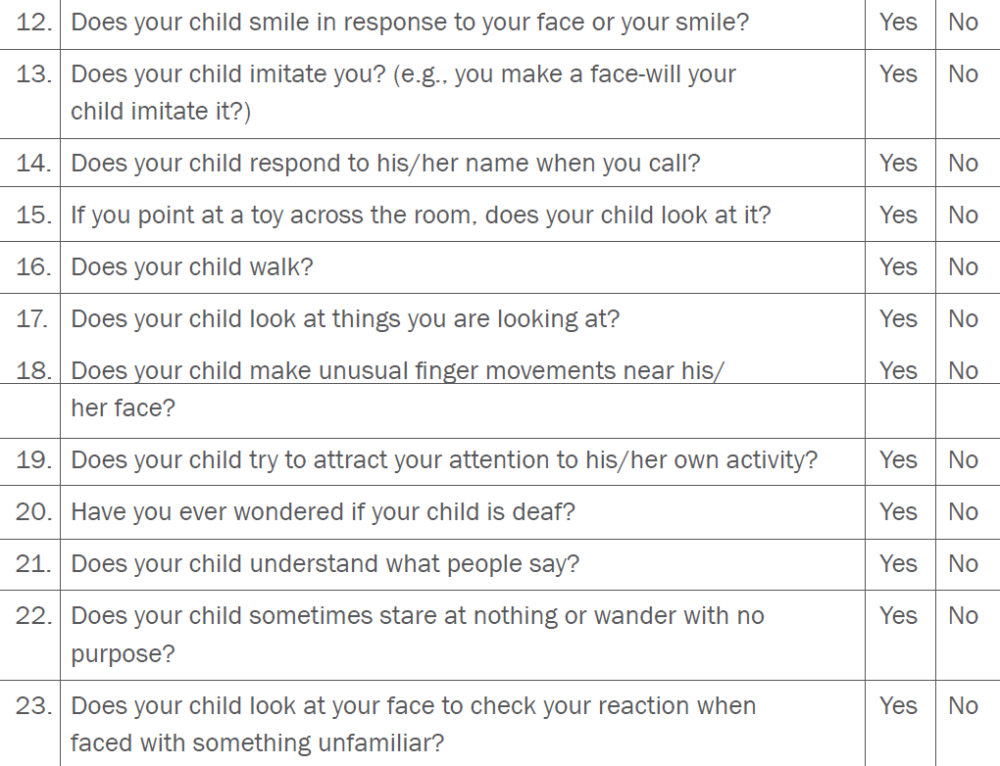 12. Does your child smile in response to your face or your smile? Yes No
13. Does your child imitate you? (e.g., you make a face-will your Yes No
child imitate it?)
14. Does your child respond to his/her name when you call? Yes No
15. If you point at a toy across the room, does your child look at it? Yes No
16. Does your child walk? Yes No
17. Does your child look at things you are looking at? Yes No
18. Does your child make unusual finger movements near his/ Yes No
her face?
19. Does your child try to attract your attention to his/her own activity? Yes No
20. Have you ever wondered if your child is deaf? Yes No
21. Does your child understand what people say? Yes No
22. Does your child sometimes stare at nothing or wander with no Yes No
purpose?
23. Does your child look at your face to check your reaction when Yes No
faced with something unfamiliar?